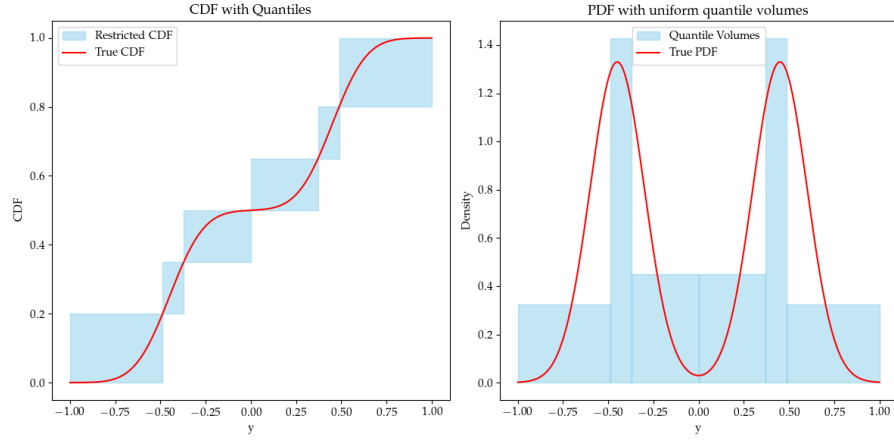 CDF with Quantiles
Restricted CDF
True CDF
CDF
1.0
0.8
0.6
0.4
0.2
0.0
−1.00 −0.75 −0.50 −0.25 0.00 0.25 0.50 0.75 1.00
y
PDF with uniform quantile volumes
Quantile Volumes
True PDF
Density
1.4
1.2
1.0
0.8
0.6
0.4
0.2
0.0
−1.00 −0.75 −0.50 −0.25 0.00 0.25 0.50 0.75 1.00
y